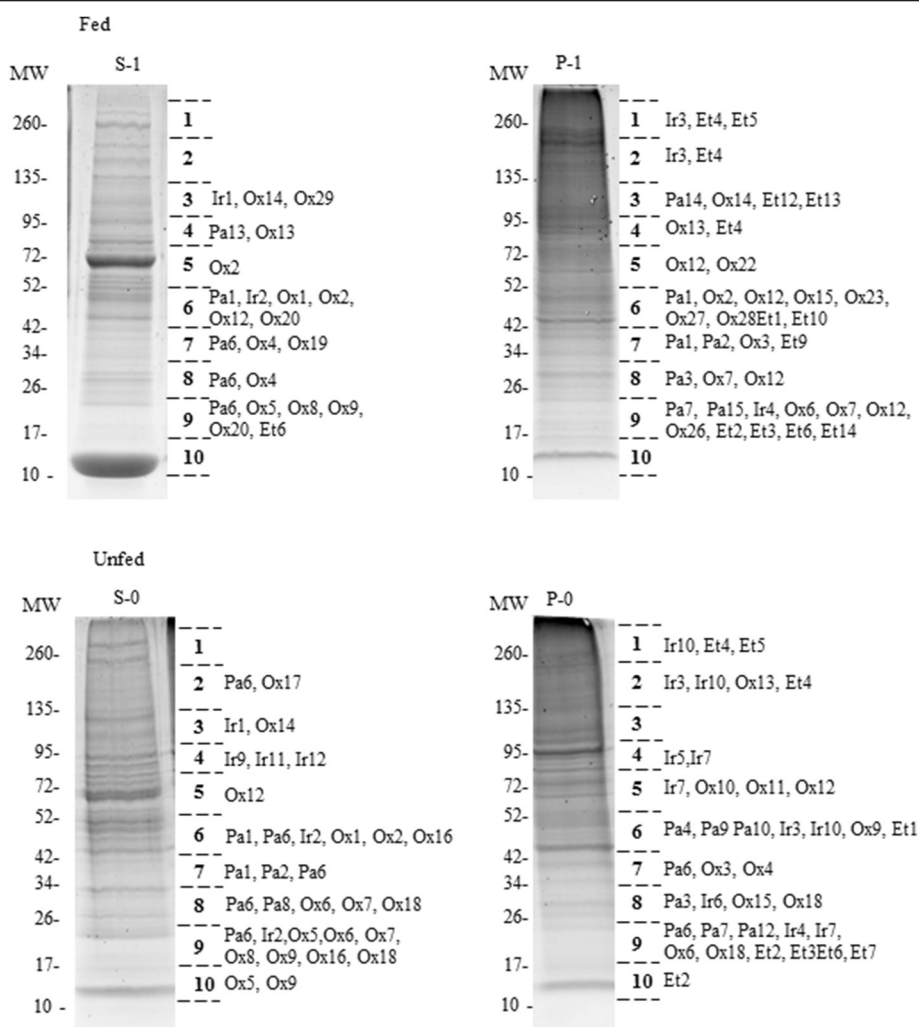 Fed
MW S-1
260-
135-
95-
72-
52-
42-
34-
26-
17-
10 -
1
2
3 Ir1, Ox14, Ox29
4 Pa13, Ox13
5 Ox2
6 Pa1, Ir2, Ox1, Ox2,
Ox12, Ox20
7 Pa6, Ox4, Ox19
8 Pa6, Ox4
9 Pa6, Ox5, Ox8, Ox9,
Ox20, Et6
10
MW P-1
260-
135-
95-
72-
52-
42-
34-
26-
17-
10 -
1 Ir3, Et4, Et5
2 Ir3, Et4
3 Pa14, Ox14, Et12, Et13
4 Ox13, Et4
5 Ox12, Ox22
6 Pa1, Ox2, Ox12, Ox15, Ox23,
Ox27, Ox28Et1, Et10
7 Pa1, Pa2, Ox3, Et9
8 Pa3, Ox7, Ox12
9 Pa7, Pa15, Ir4, Ox6, Ox7, Ox12,
Ox26, Et2, Et3, Et6, Et14
10
Unfed
MW S-0
260-
135-
95-
72-
52-
42-
34-
26-
17-
10 -
1
2 Pa6, Ox17
3 Ir1, Ox14
4 Ir9, Ir11, Ir12
5 Ox12
6 Pa1, Pa6, Ir2, Ox1, Ox2, Ox16
7 Pa1, Pa2, Pa6
8 Pa6, Pa8, Ox6, Ox7, Ox18
9 Pa6, Ir2,Ox5,Ox6, Ox7,
Ox8, Ox9, Ox16, Ox18
10 Ox5, Ox9
MW P-0
260-
135-
95-
72-
52-
42-
34-
26-
17-
10 -
1 Ir10, Et4, Et5
2 Ir3, Ir10, Ox13, Et4
3
4 Ir5,Ir7
5 Ir7, Ox10, Ox11, Ox12
6 Pa4, Pa9 Pa10, Ir3, Ir10, Ox9, Et1
7 Pa6, Ox3, Ox4
8 Pa3, Ir6, Ox15, Ox18
9 Pa6, Pa7, Pa12, Ir4, Ir7,
Ox6, Ox18, Et2, Et3Et6, Et7
10 Et2